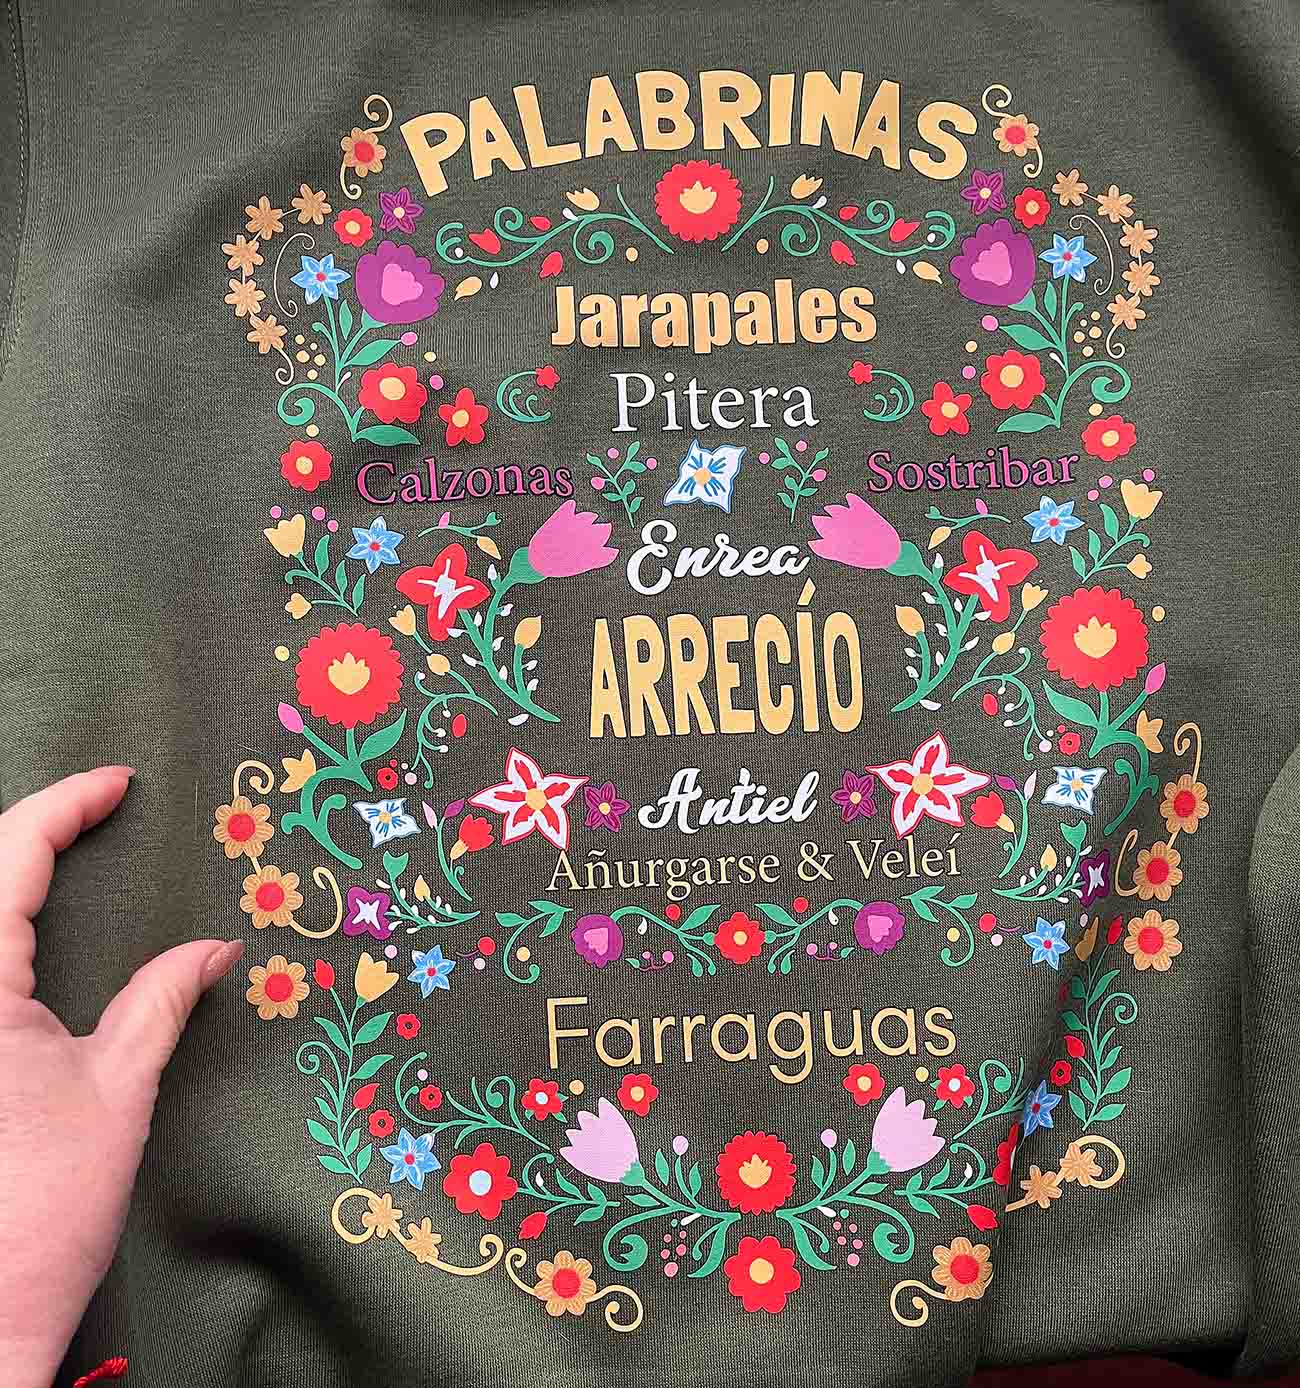 PALABRINAS
Jarapales
Pitera
Calzonas
Sostribar
Enrea
ARRECÍO
Antiel
Añurgarse & Veleí
Farraguas